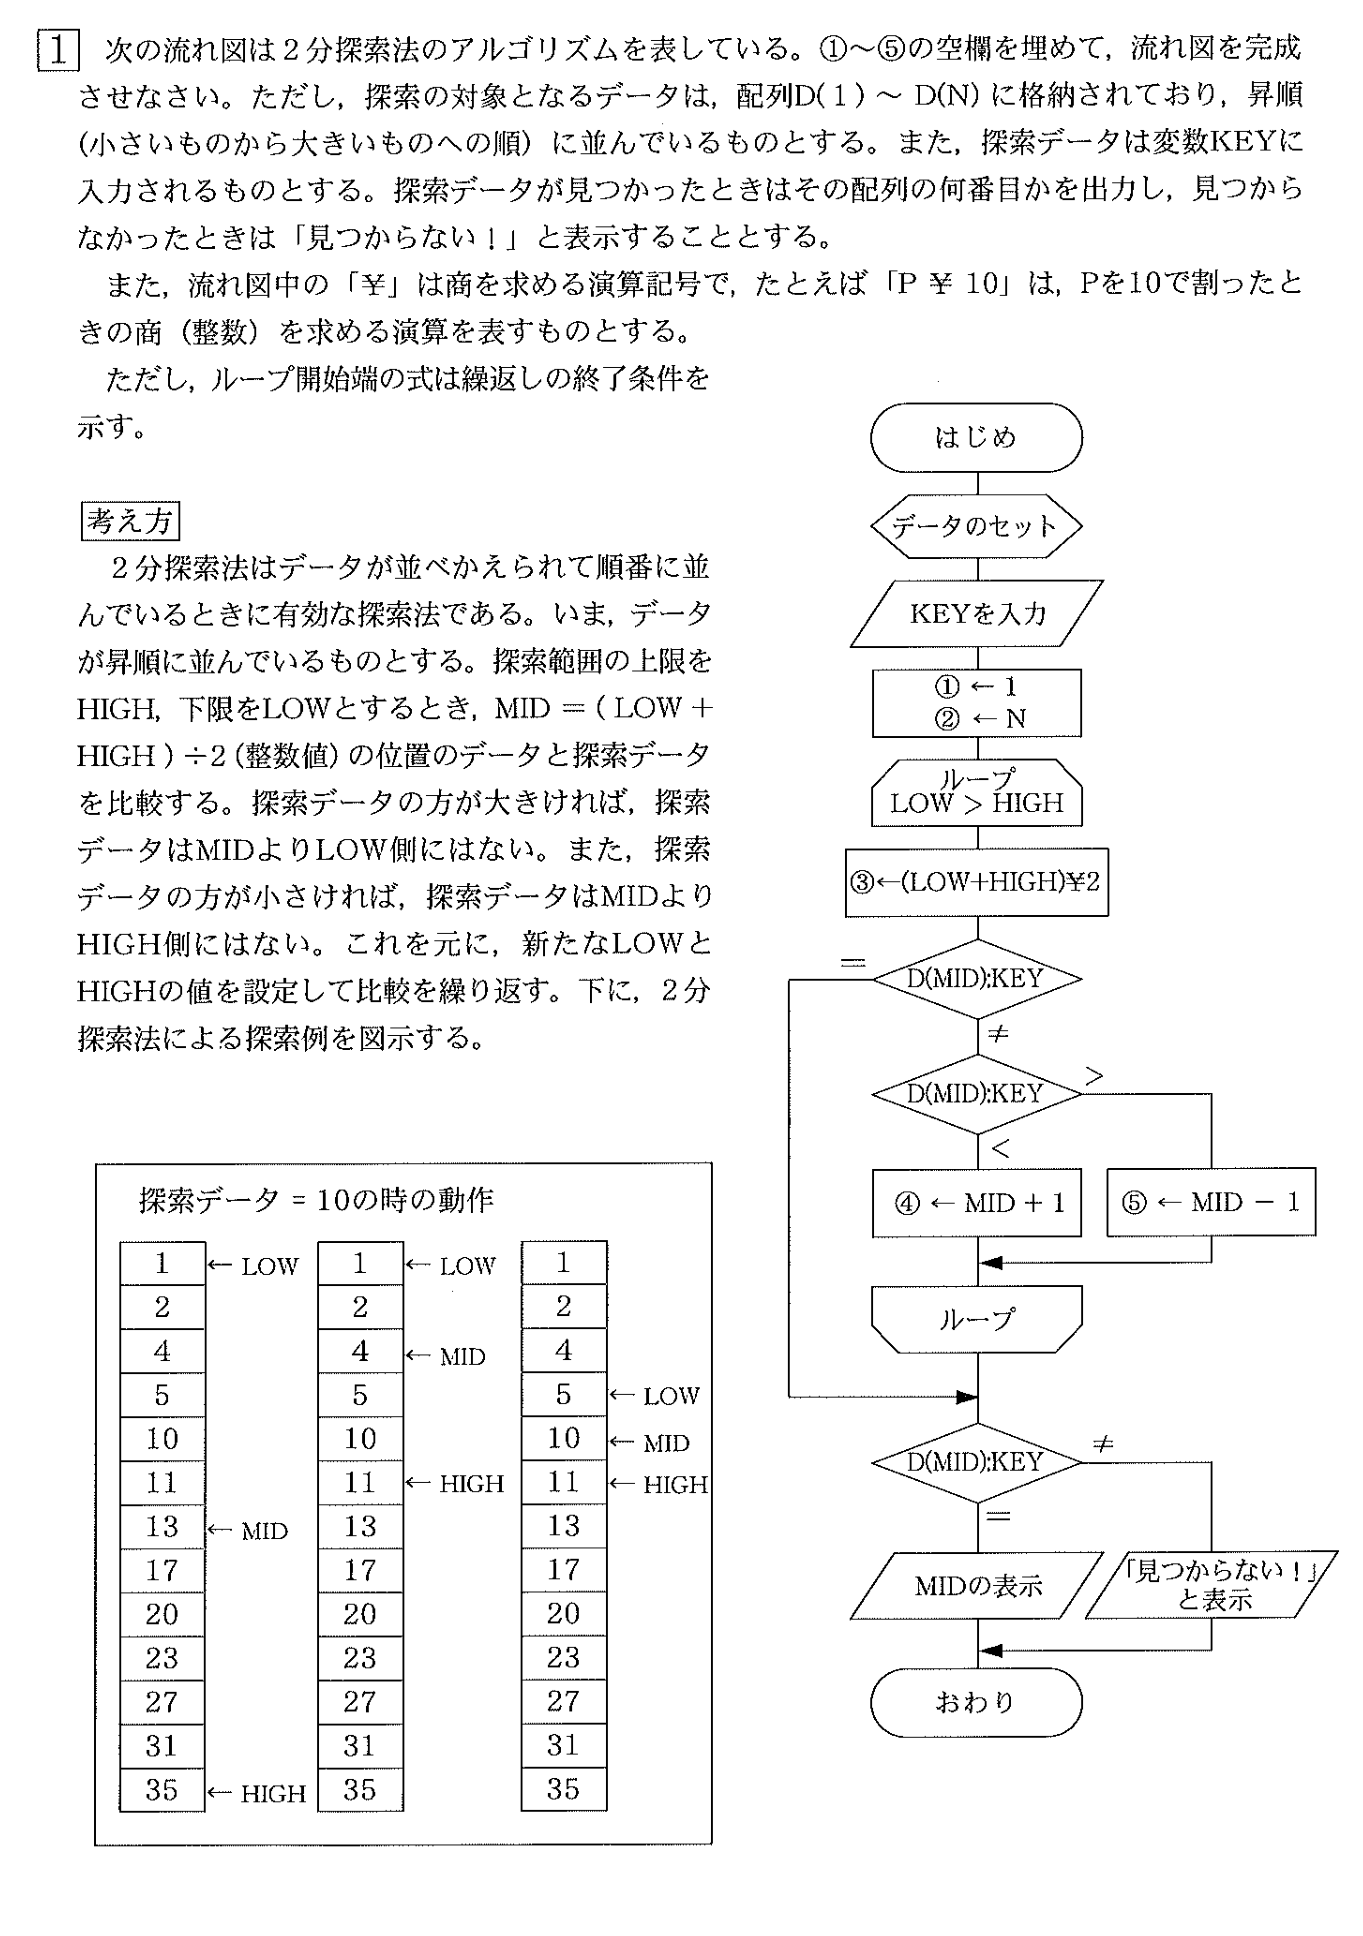 1 次の流れ図は２分探索法のアルゴリズムを表している。①～⑤の空欄を埋めて，流れ図を完成
させなさい。ただし，探索の対象となるデータは，配列D(１)～ D(N) に格納されており，昇順
(小さいものから大きいものへの順）に並んでいるものとする。また，探索データは変数KEYに
入力されるものとする。探索データが見つかったときはその配列の何番目かを出力し，見つから
なかったときは「見つからない！」と表示することとする。
また，流れ図中の「￥」は商を求める演算記号で，たとえば「P ￥ 10」は，Pを10で割ったと
きの商（整数）を求める演算を表すものとする。
ただし，ループ開始端の式は繰返しの終了条件を
示す。
考え方
２分探索法はデータが並べかえられて順番に並
んでいるときに有効な探索法である。いま，データ
が昇順に並んでいるものとする。探索範囲の上限を
HIGH，下限をLOWとするとき，MID ＝ ( LOW ＋
HIGH ) ÷2 (整数値) の位置のデータと探索データ
を比較する。探索データの方が大きければ，探索
データはMIDよりLOW側にはない。また，探索
データの方が小さければ，探索データはMIDより
HIGH側にはない。これを元に，新たなLOWと
HIGHの値を設定して比較を繰り返す。下に，２分
探索法による探索例を図示する。
探索データ = 10の時の動作
1 ← LOW 1 ← LOW 1
2 2 2
4 4 ← MID 4
5 5 5 ← LOW
10 10 10 ← MID
11 11 ← HIGH 11 ← HIGH
13 ← MID 13 13
17 17 17
20 20 20
23 23 23
27 27 27
31 31 31
35 ← HIGH 35 35
はじめ
データのセット
KEYを入力
① ← 1
② ← N
ループ
LOW > HIGH
③←(LOW+HIGH)￥2
＝
D(MID):KEY
≠
D(MID):KEY
＞
＜
④ ← MID + 1
⑤ ← MID － 1
ループ
D(MID):KEY
≠
＝
MIDの表示
「見つからない！」
と表示
おわり